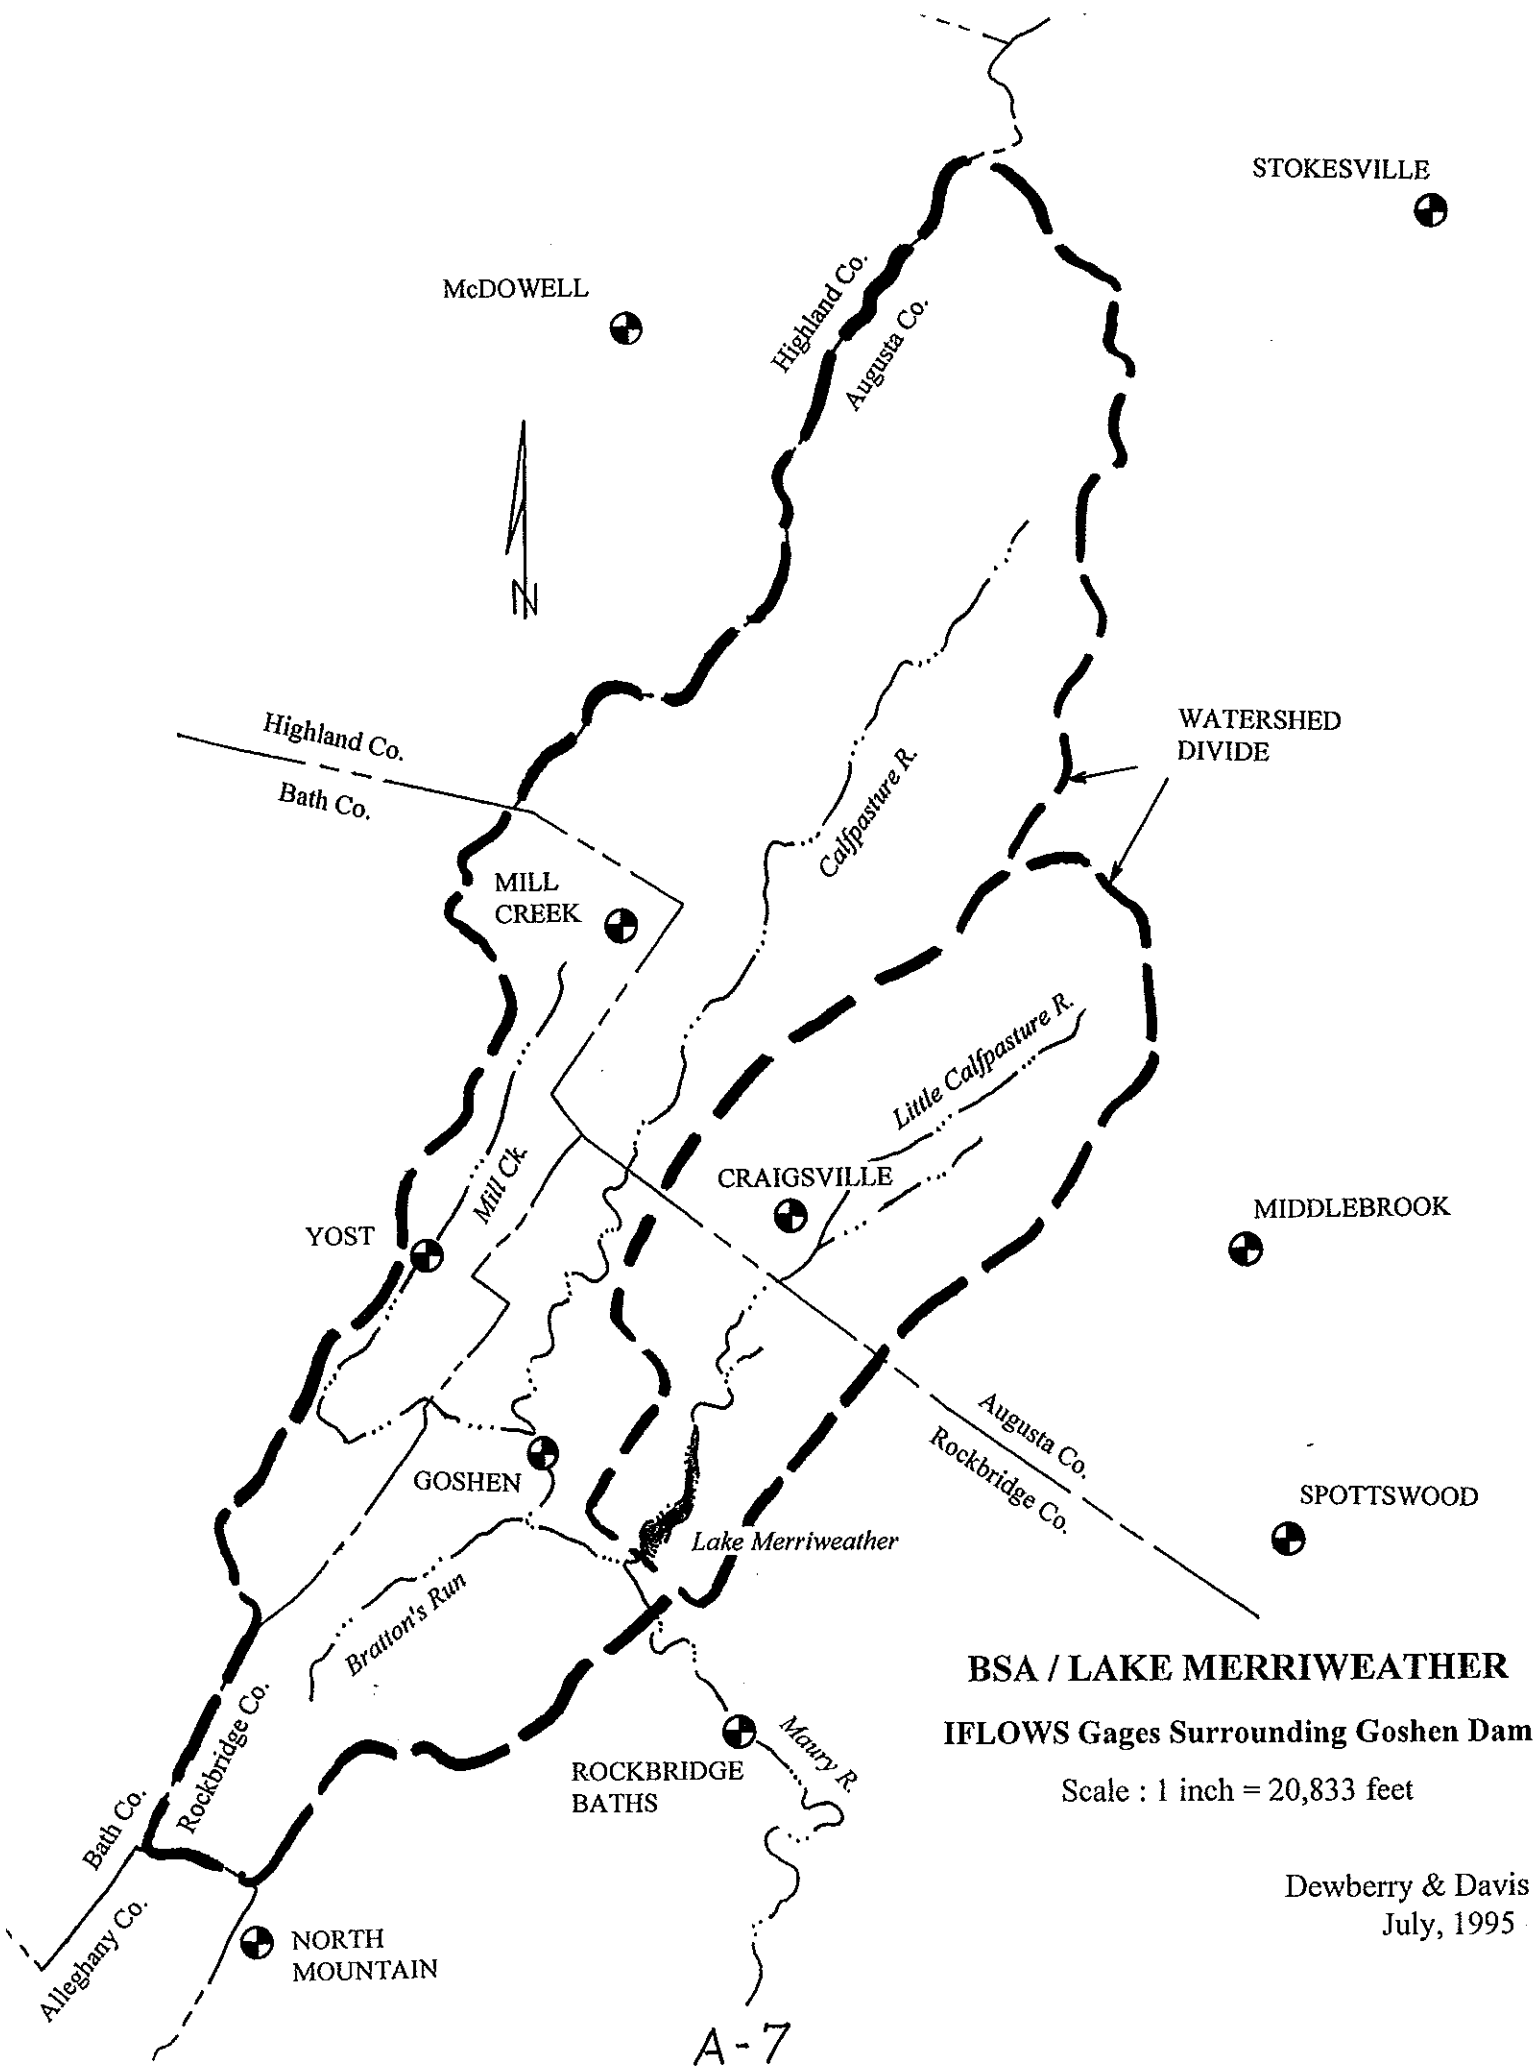 STOKESVILLE
McDOWELL
Highland Co.
Augusta Co.
N
Highland Co.
Bath Co.
WATERSHED
DIVIDE
Calfpasture R.
MILL
CREEK
Little Calfpasture R.
Mill Ck.
CRAIGSVILLE
MIDDLEBROOK
YOST
Augusta Co.
Rockbridge Co.
GOSHEN
SPOTTSWOOD
Lake Merriweather
Bratton's Run
BSA / LAKE MERRIWEATHER
IFLOWS Gages Surrounding Goshen Dam
Scale : 1 inch = 20,833 feet
Rockbridge Co.
Bath Co.
ROCKBRIDGE
BATHS
Maury R.
Alleghany Co.
NORTH
MOUNTAIN
Dewberry & Davis
July, 1995
A-7